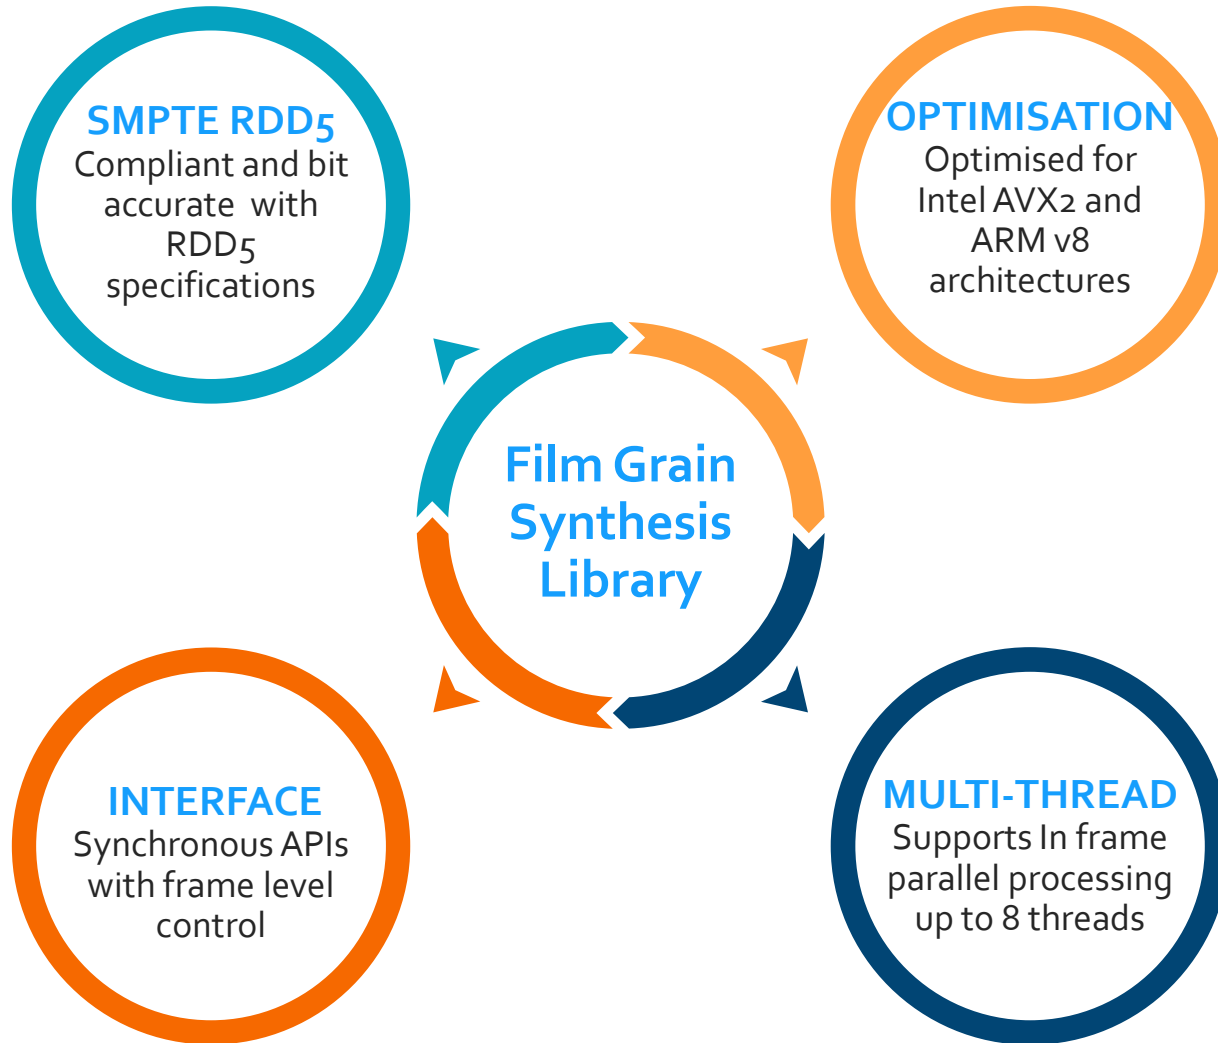 SMPTE RDD5
Compliant and bit
accurate with
RDD5
specifications
OPTIMISATION
Optimised for
Intel AVX2 and
ARM v8
architectures
Film Grain
Synthesis
Library
INTERFACE
Synchronous APIs
with frame level
control
MULTI-THREAD
Supports In frame
parallel processing
up to 8 threads